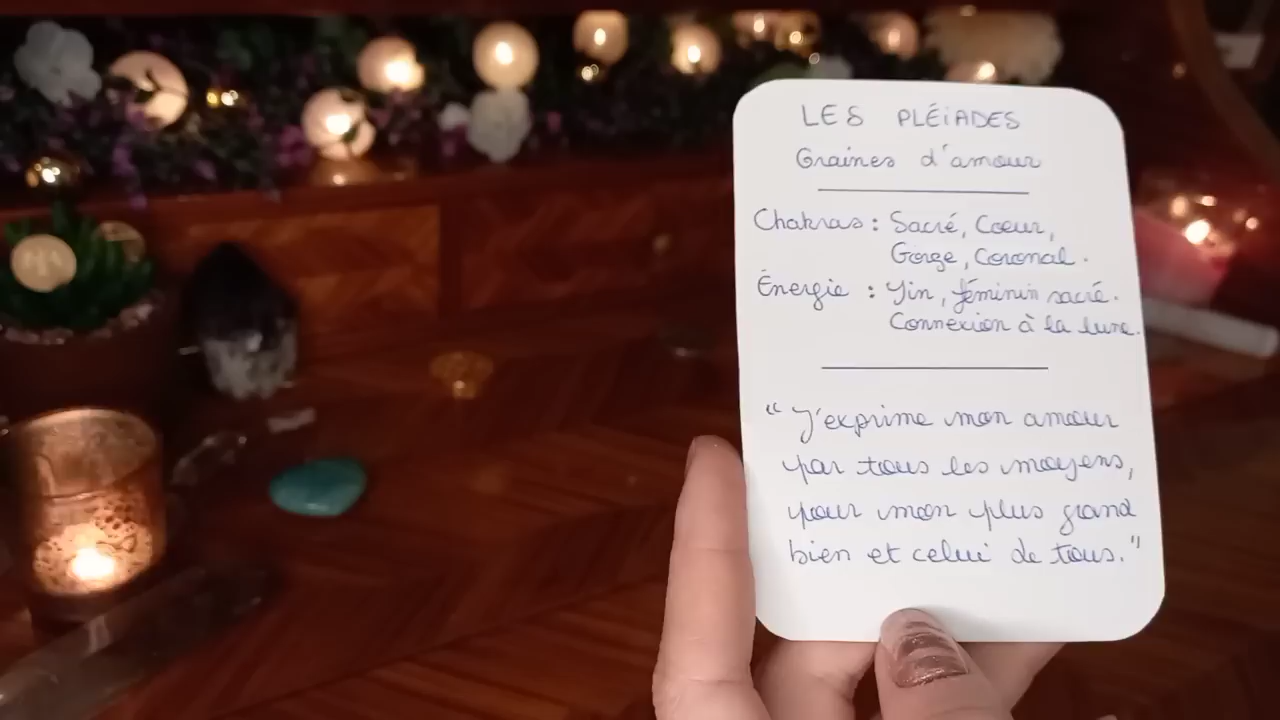 LES PLÉiADES
Graines d'amour
Chakras : Sacré, Coeur,
Gorge, Coronal.
Énergie : Yin, féminin sacré.
Connexion à la lune.
“ J'exprime mon amour
par tous les moyens,
pour mon plus grand
bien et celui de tous."